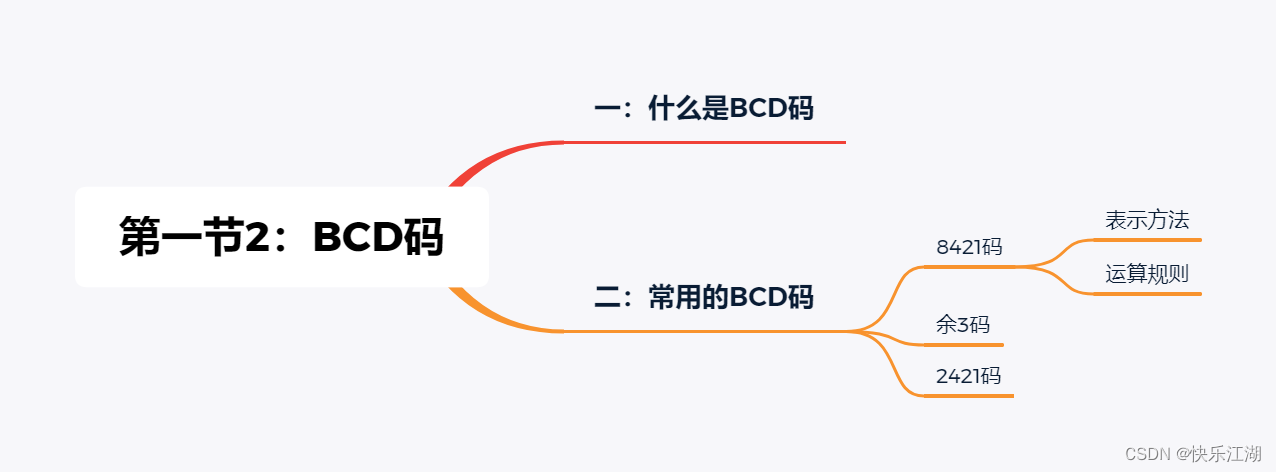 第一节2：BCD码
一：什么是BCD码
二：常用的BCD码
8421码
表示方法
运算规则
余3码
2421码
CSDN @快乐江湖